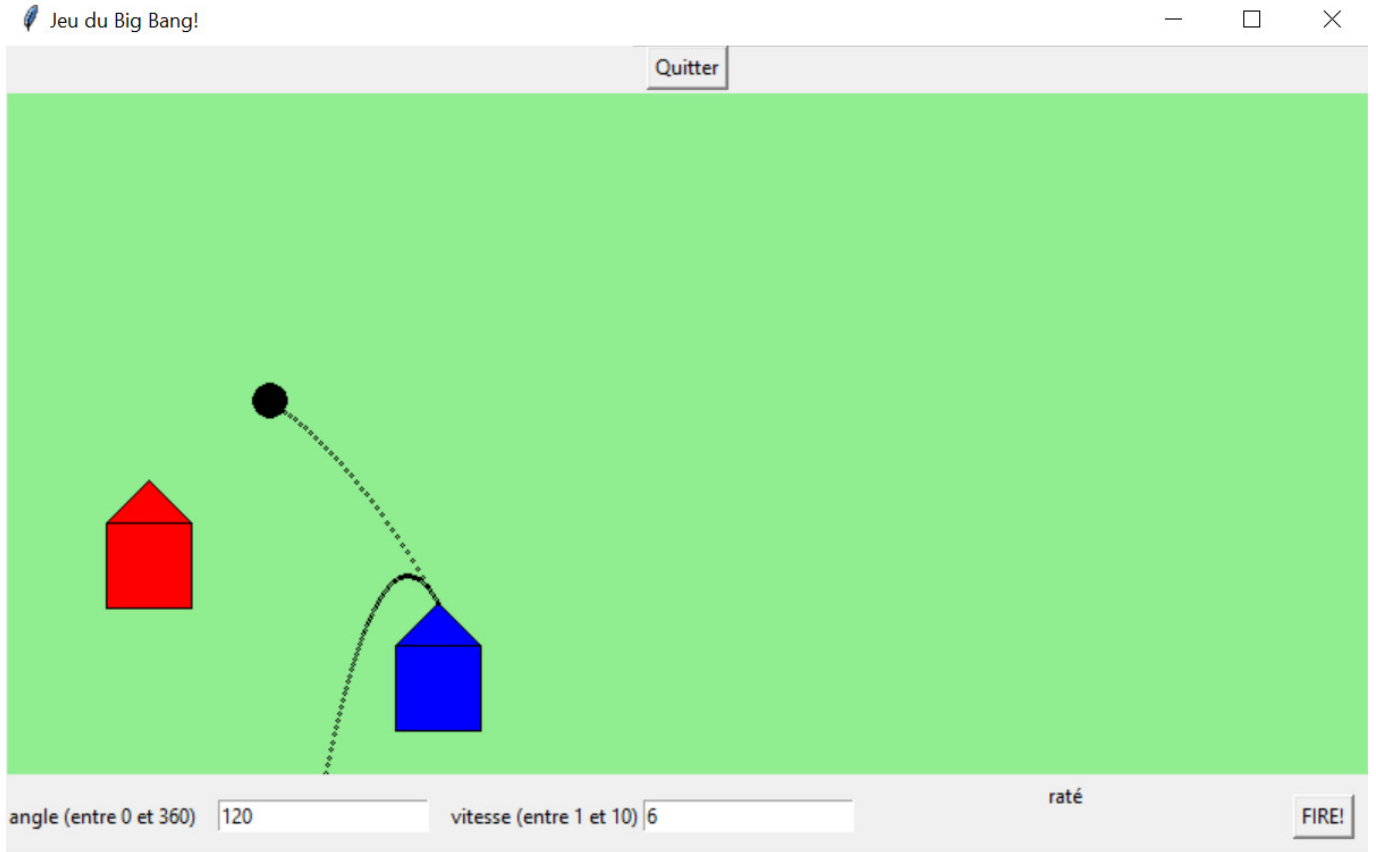 Jeu du Big Bang!
Quitter
raté
angle (entre 0 et 360) 120 vitesse (entre 1 et 10) 6 FIRE!